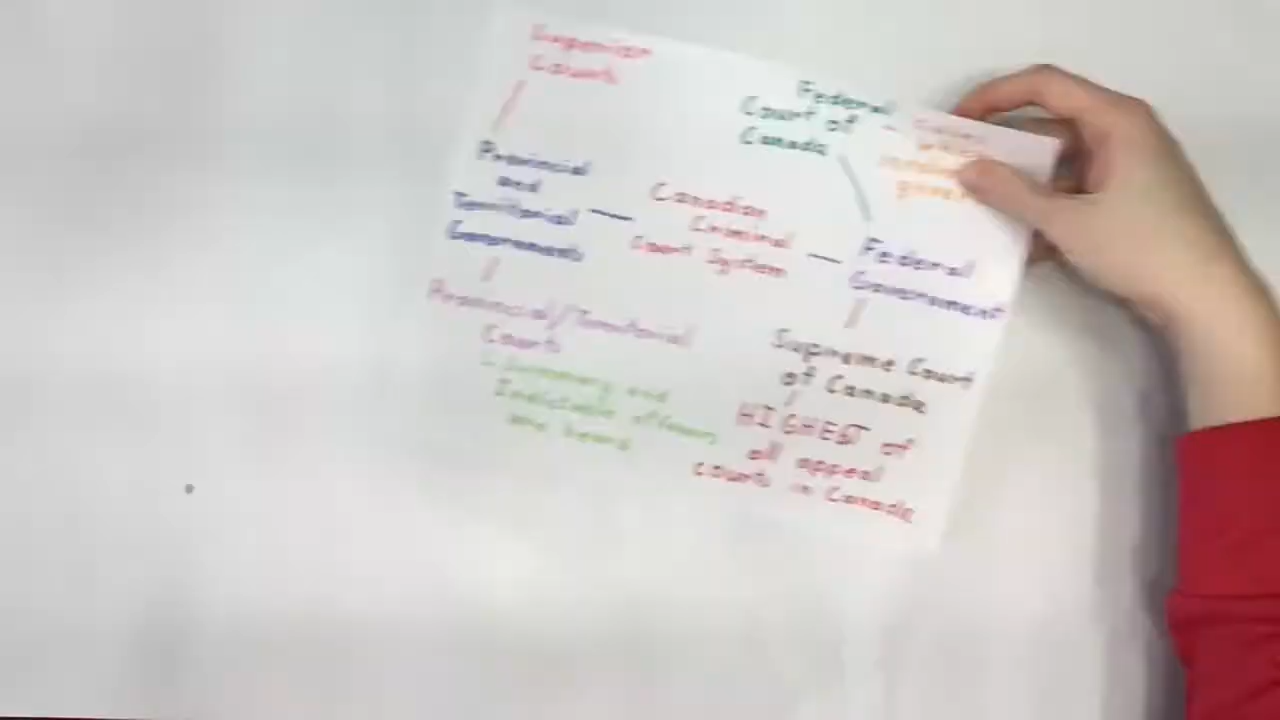 Superior
Courts
Federal
Court of
Canada
Provincial
and
Territorial
Governments
Canadian
Criminal
Court System
Federal
Government
Provincial/Territorial
Courts
- Summary and
Indictable offences
are heard
Supreme Court
of Canada
HIGHEST of
all appeal
courts in Canada